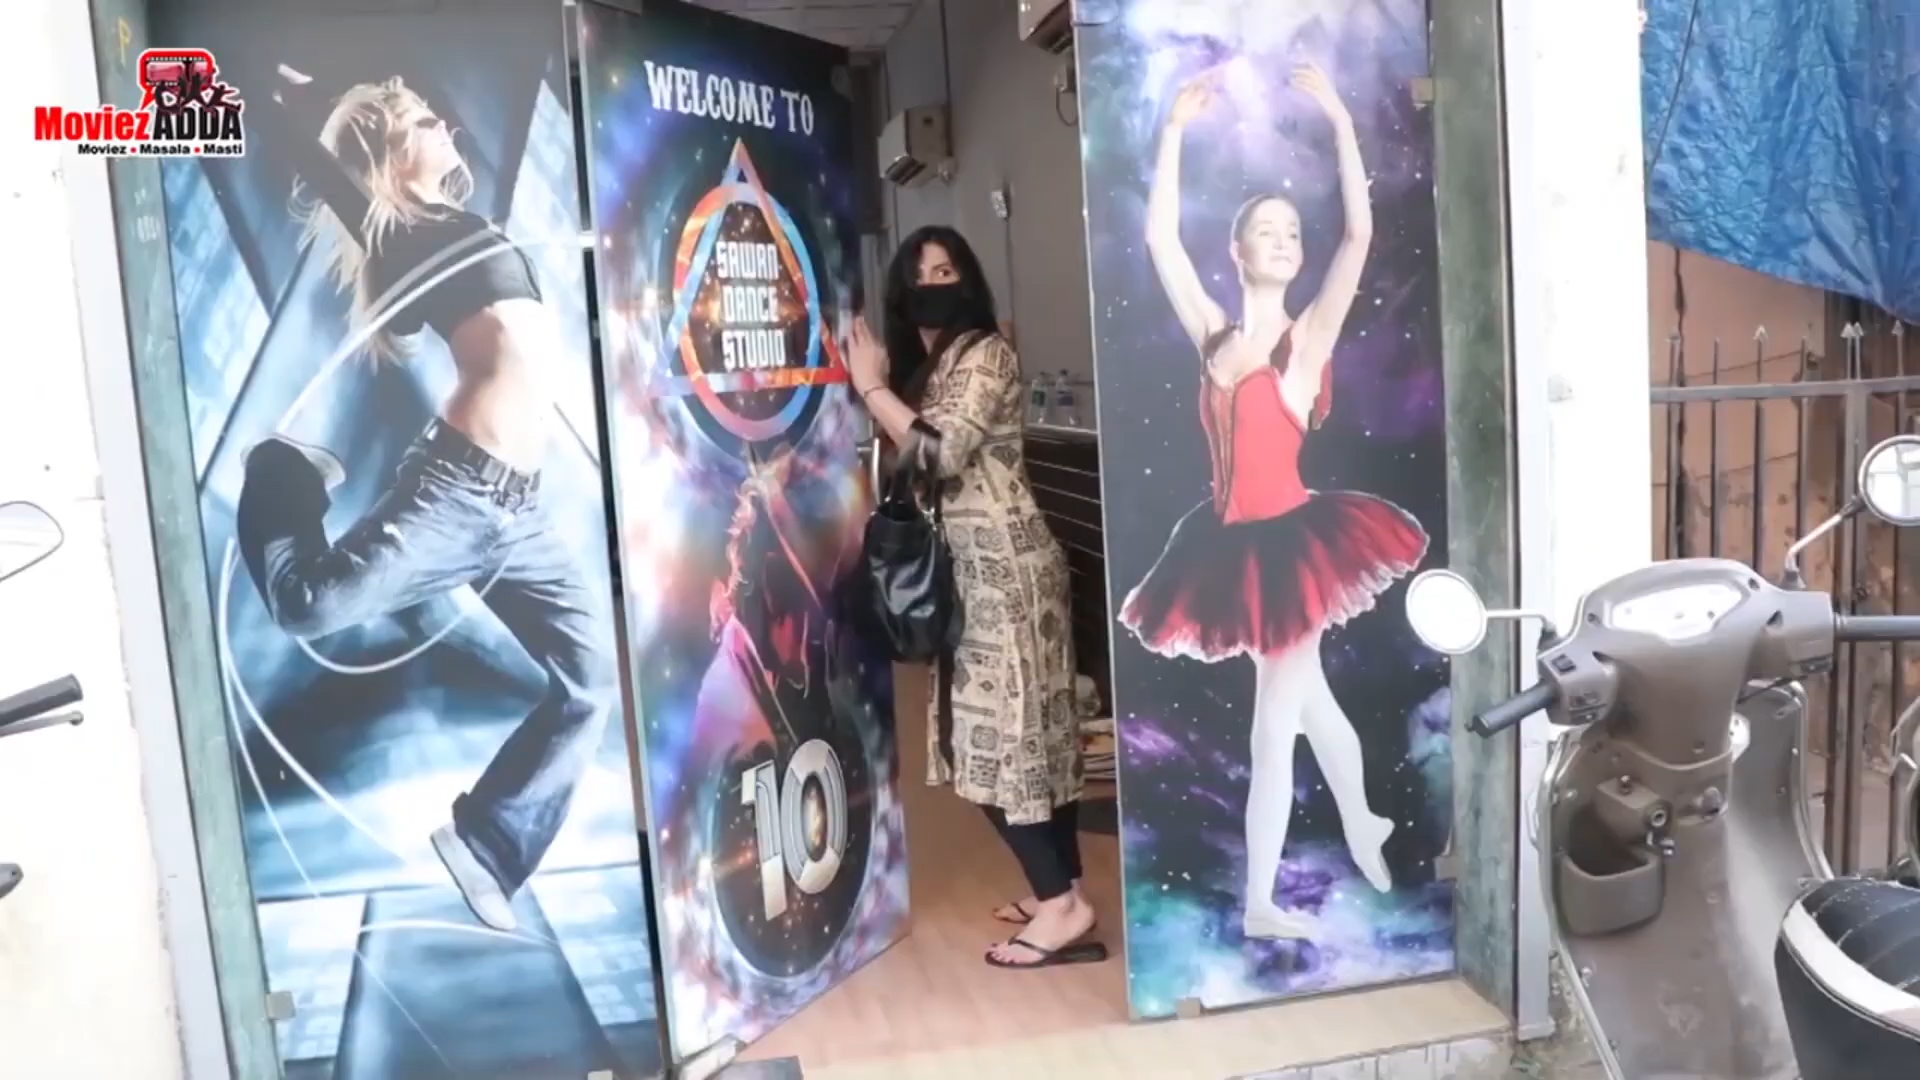 MoviezADDA
Moviez • Masala • Masti
WELCOME TO
SAWAN
DANCE
STUDIO
10